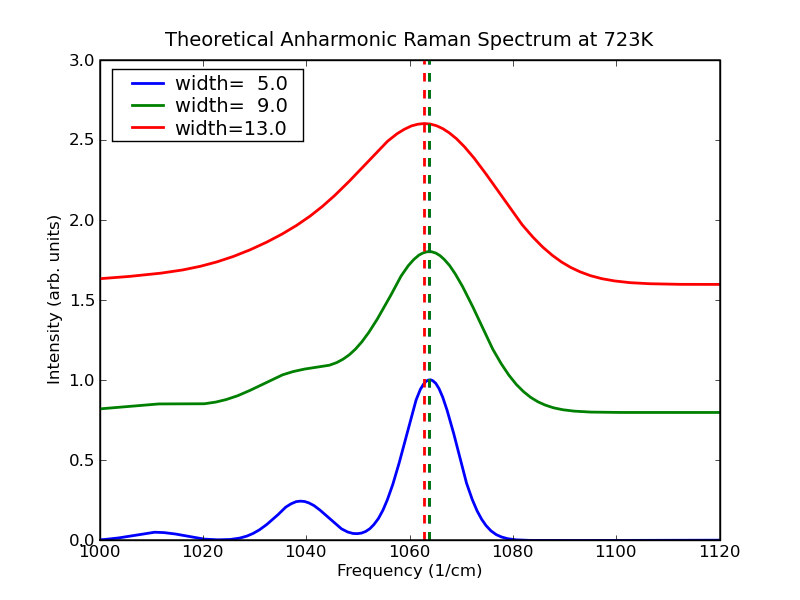 Theoretical Anharmonic Raman Spectrum at 723K
3.0
2.5
2.0
1.5
1.0
0.5
0.0
Intensity (arb. units)
width=  5.0
width=  9.0
width=13.0
1000 1020 1040 1060 1080 1100 1120
Frequency (1/cm)